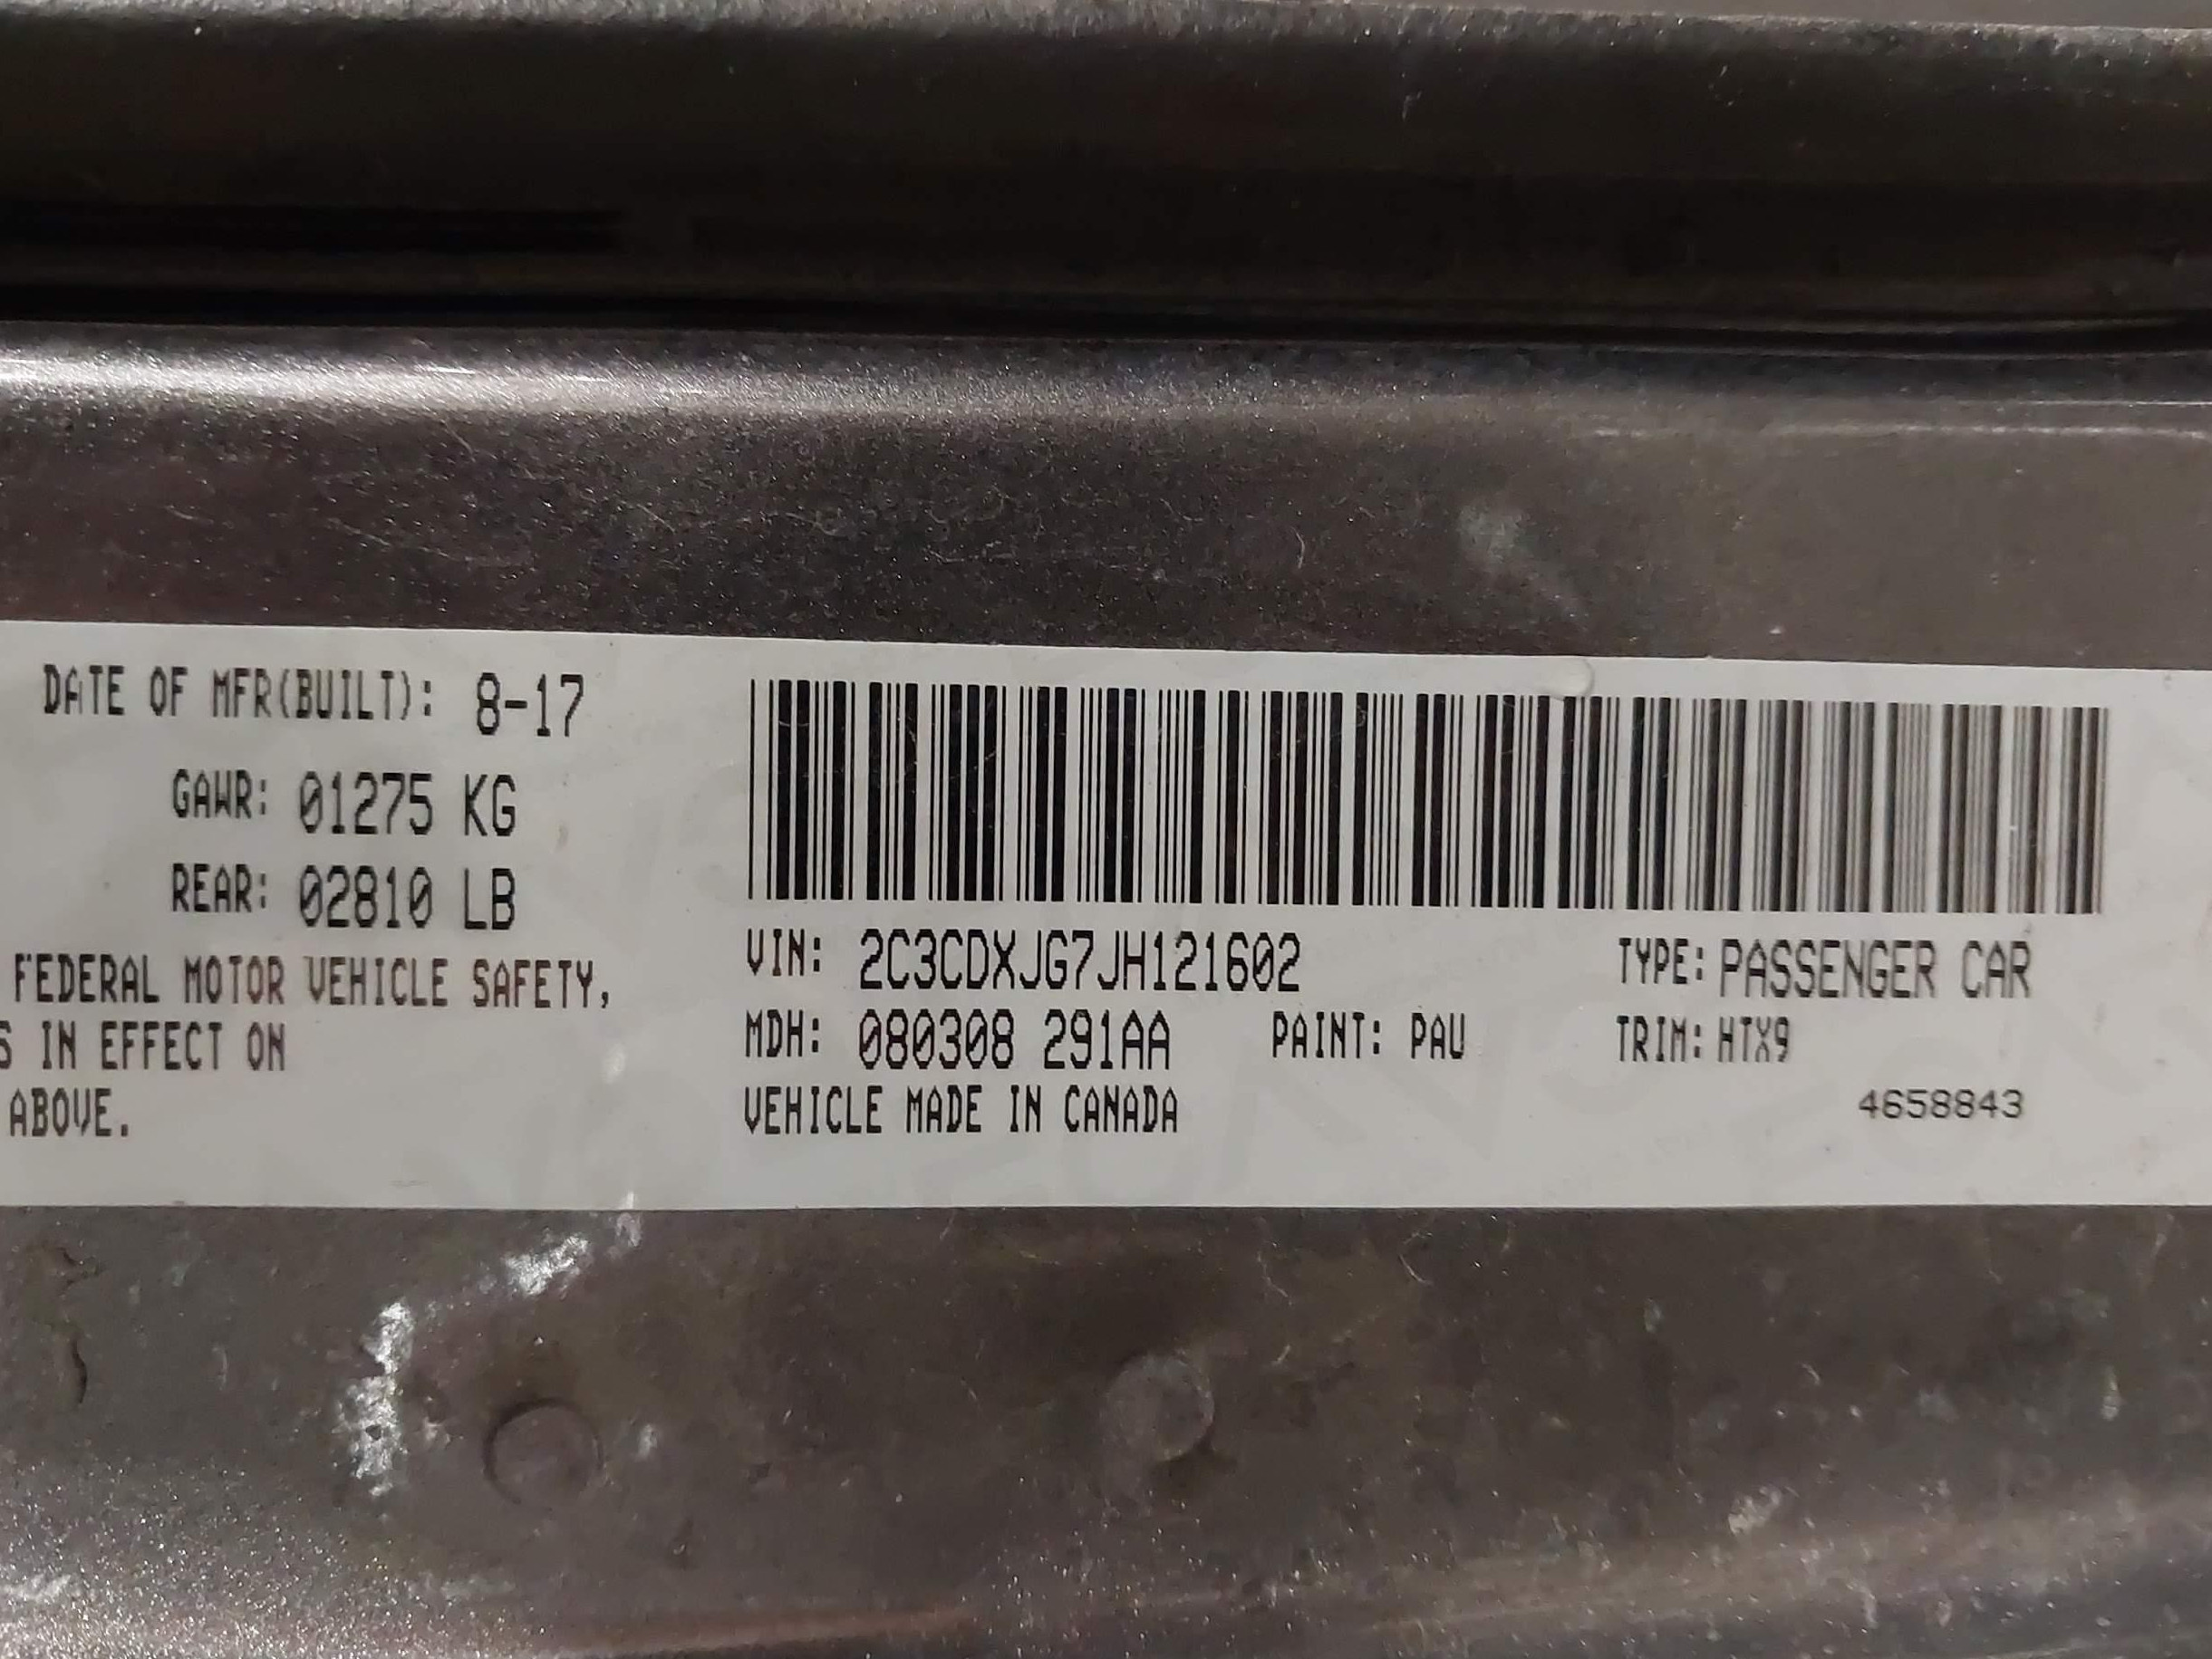 DATE OF MFR(BUILT): 8-17
GAWR: 01275 KG
REAR: 02810 LB
FEDERAL MOTOR VEHICLE SAFETY,
S IN EFFECT ON
ABOVE.
VIN: 2C3CDXJG7JH121602 TYPE: PASSENGER CAR
MDH: 080308 291AA PAINT: PAU TRIM: HTX9
VEHICLE MADE IN CANADA 4658843